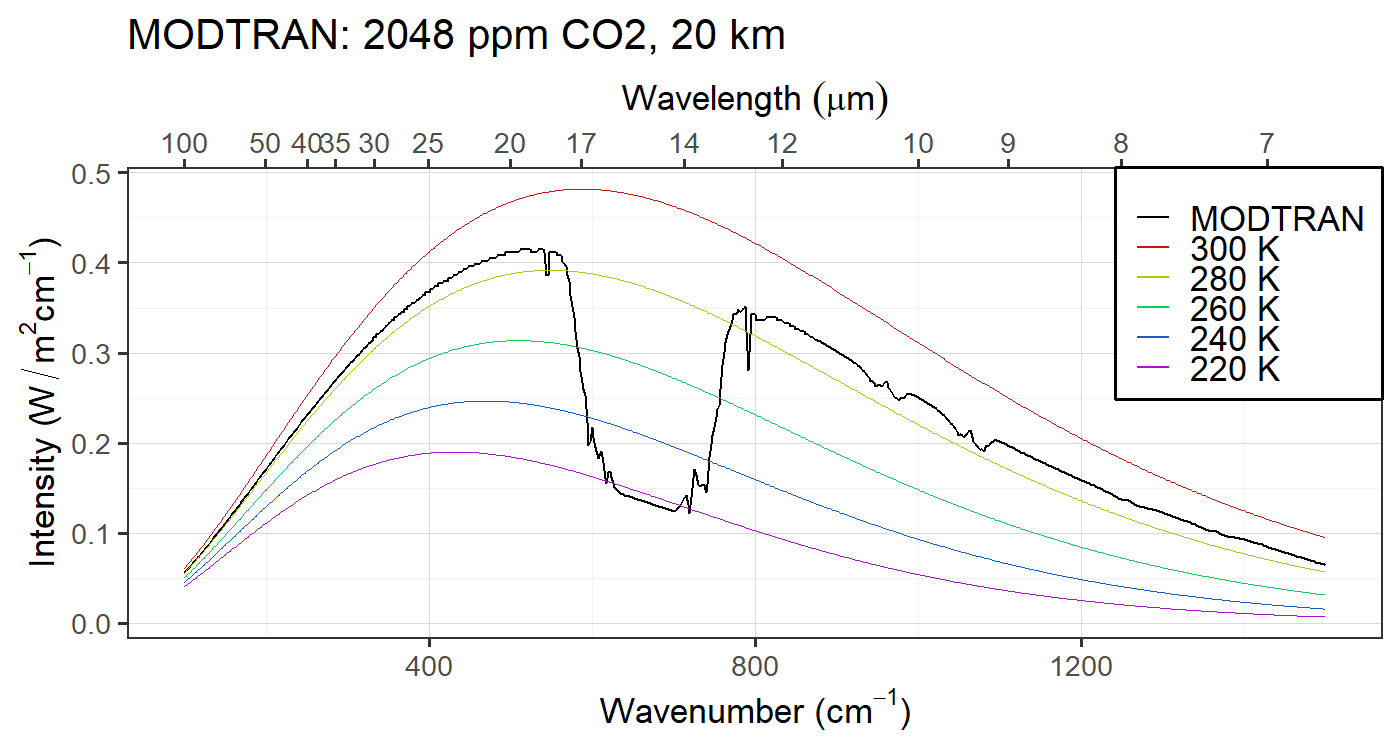 MODTRAN: 2048 ppm CO2, 20 km
Wavelength (μm)
100 50 40 35 30 25 20 17 14 12 10 9 8 7
Intensity (W / m²cm⁻¹)
0.5
0.4
0.3
0.2
0.1
0.0
MODTRAN
300 K
280 K
260 K
240 K
220 K
400 800 1200
Wavenumber (cm⁻¹)